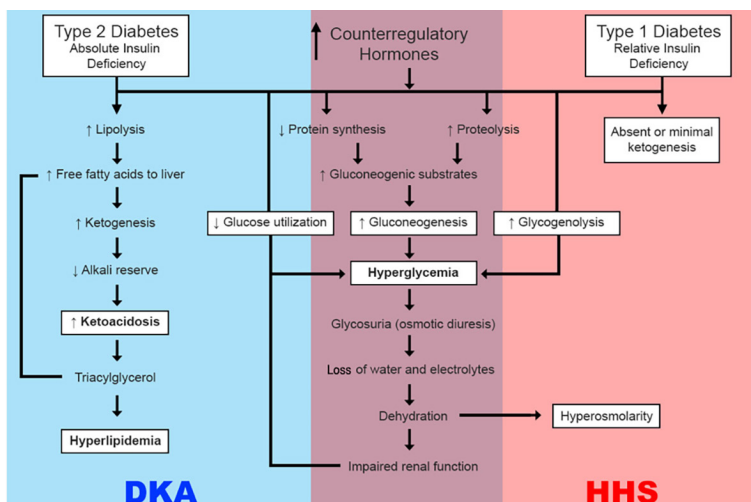 Type 2 Diabetes
Absolute Insulin
Deficiency
↑ Counterregulatory
Hormones
Type 1 Diabetes
Relative Insulin
Deficiency
↑ Lipolysis
↓ Protein synthesis
↑ Proteolysis
Absent or minimal
ketogenesis
↑ Free fatty acids to liver
↑ Gluconeogenic substrates
↑ Ketogenesis
↓ Glucose utilization
↑ Gluconeogenesis
↑ Glycogenolysis
↓ Alkali reserve
Hyperglycemia
↑ Ketoacidosis
Glycosuria (osmotic diuresis)
Triacylglycerol
Loss of water and electrolytes
Hyperlipidemia
Dehydration
Hyperosmolarity
Impaired renal function
DKA
HHS